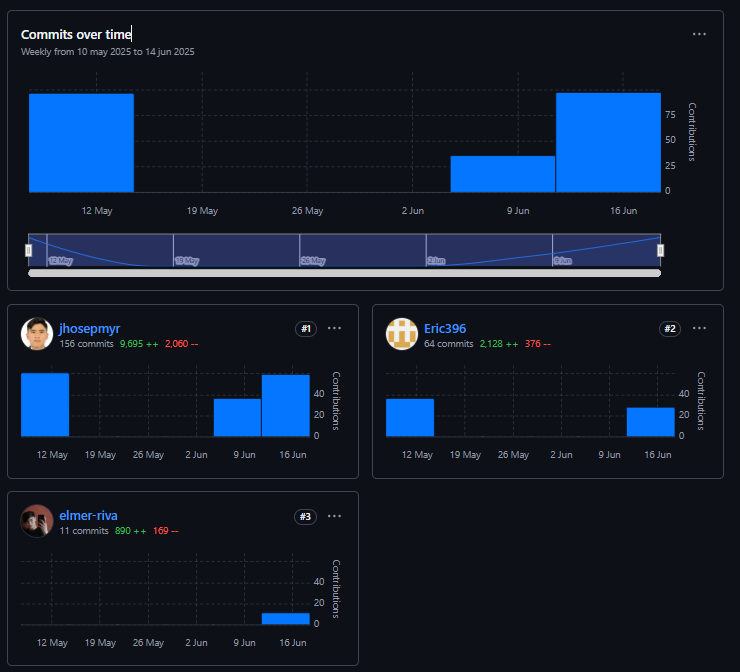 Commits over time
Weekly from 10 may 2025 to 14 jun 2025
75
50
25
0
Contributions
12 May 19 May 26 May 2 Jun 9 Jun 16 Jun
12 May 19 May 26 May 2 Jun 9 Jun
jhosepmyr #1
156 commits 9,695 ++ 2,060 --
40
20
0
Contributions
12 May 19 May 26 May 2 Jun 9 Jun 16 Jun
Eric396 #2
64 commits 2,128 ++ 376 --
40
20
0
Contributions
12 May 19 May 26 May 2 Jun 9 Jun 16 Jun
elmer-riva #3
11 commits 890 ++ 169 --
40
20
0
Contributions
12 May 19 May 26 May 2 Jun 9 Jun 16 Jun